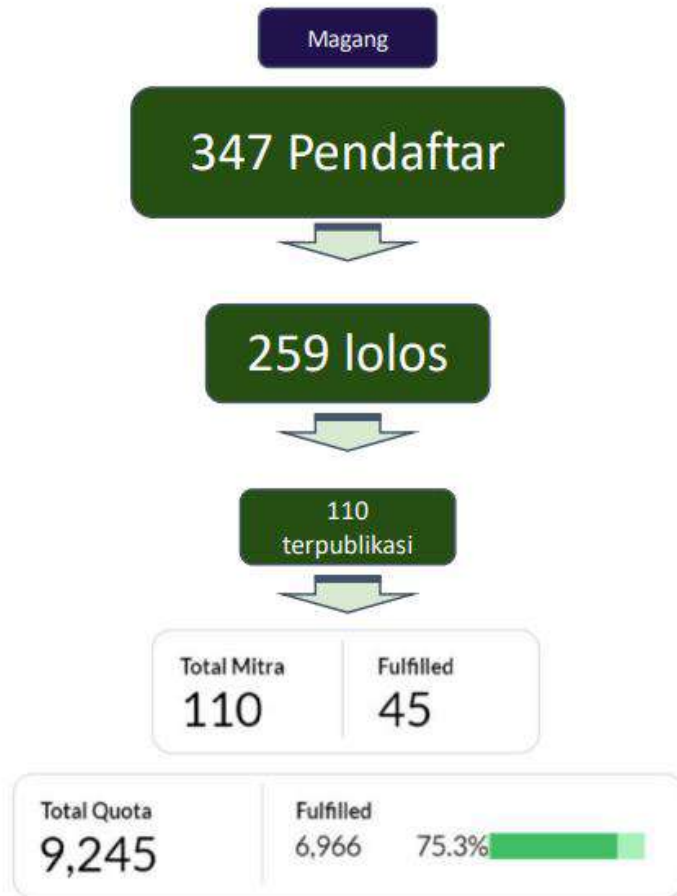 Magang
347 Pendaftar
259 lolos
110
terpublikasi
Total Mitra
110
Fulfilled
45
Total Quota
9,245
Fulfilled
6,966 75.3%